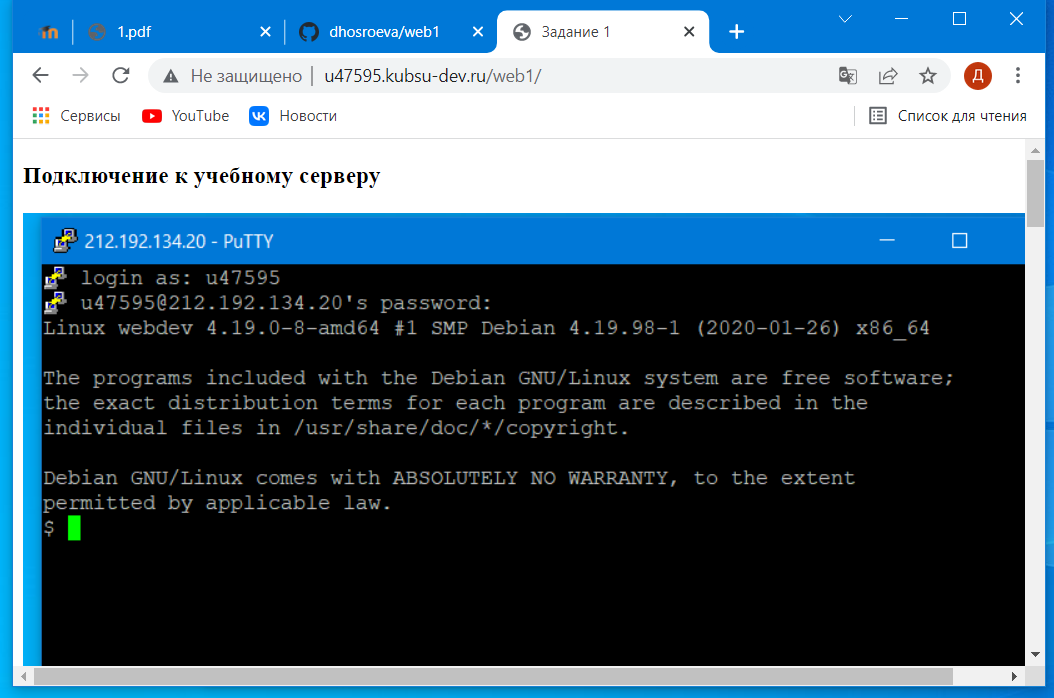 1.pdf
dhosroeva/web1
Задание 1
Не защищено | u47595.kubsu-dev.ru/web1/
Д
Сервисы
YouTube
Новости
Список для чтения
Подключение к учебному серверу
212.192.134.20 - PuTTY
login as: u47595
u47595@212.192.134.20's password:
Linux webdev 4.19.0-8-amd64 #1 SMP Debian 4.19.98-1 (2020-01-26) x86_64
The programs included with the Debian GNU/Linux system are free software;
the exact distribution terms for each program are described in the
individual files in /usr/share/doc/*/copyright.
Debian GNU/Linux comes with ABSOLUTELY NO WARRANTY, to the extent
permitted by applicable law.
$